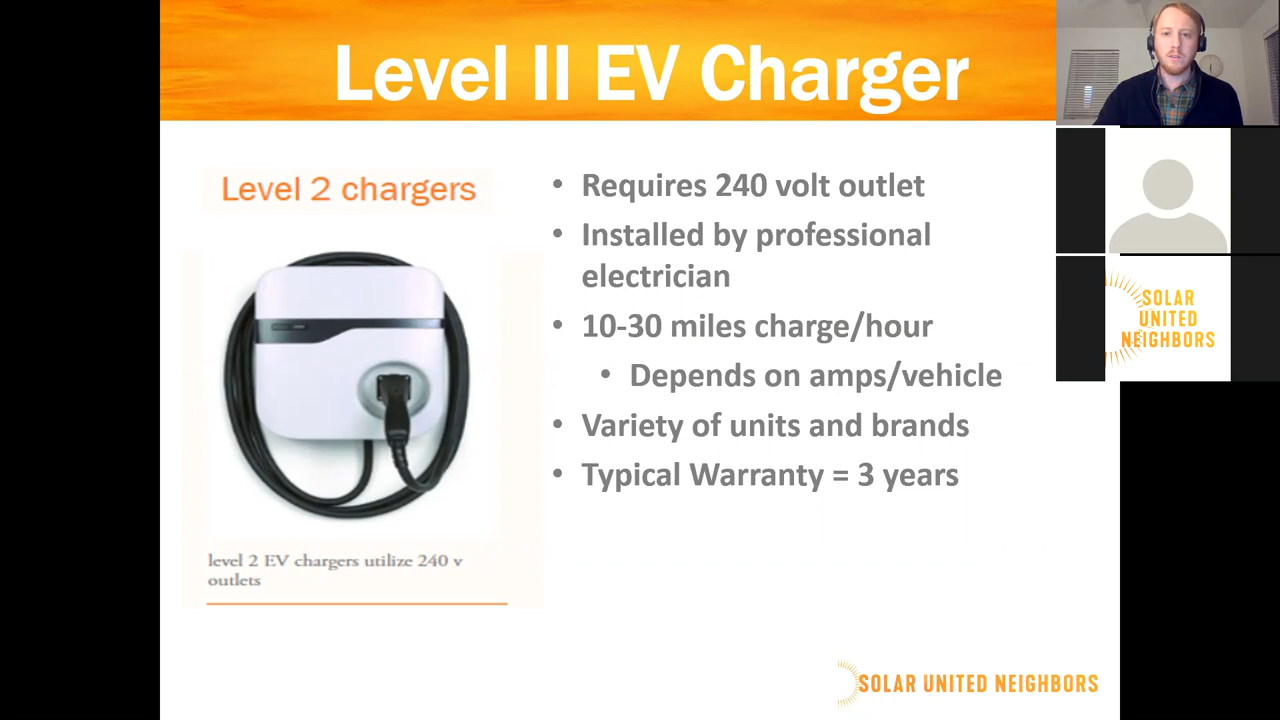 Level II EV Charger
Level 2 chargers
level 2 EV chargers utilize 240 v
outlets
• Requires 240 volt outlet
• Installed by professional
electrician
• 10-30 miles charge/hour
• Depends on amps/vehicle
• Variety of units and brands
• Typical Warranty = 3 years
SOLAR UNITED NEIGHBORS
SOLAR
UNITED
NEIGHBORS